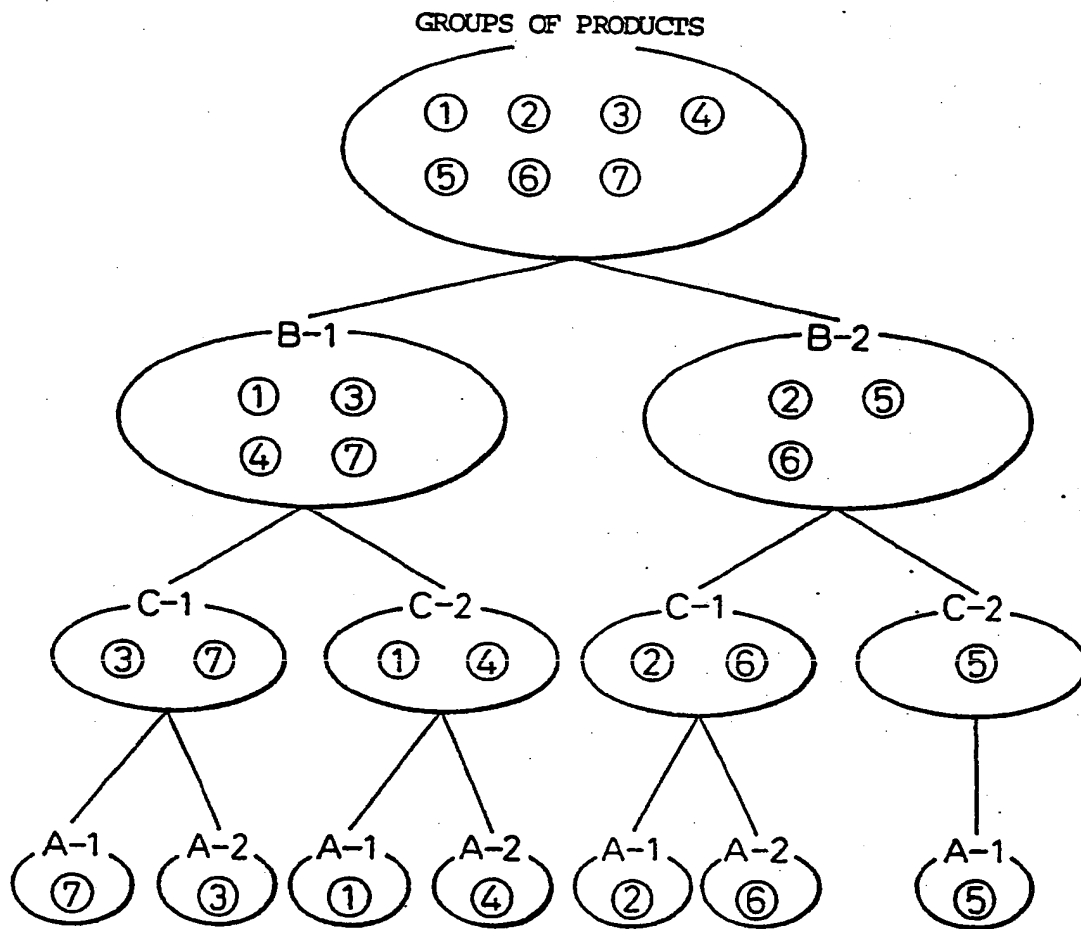 GROUPS OF PRODUCTS
① ② ③ ④
⑤ ⑥ ⑦
B-1 B-2
① ③ ② ⑤
④ ⑦ ⑥
C-1 C-2 C-1 C-2
③ ⑦ ① ④ ② ⑥ ⑤
A-1 A-2 A-1 A-2 A-1 A-2 A-1
⑦ ③ ① ④ ② ⑥ ⑤